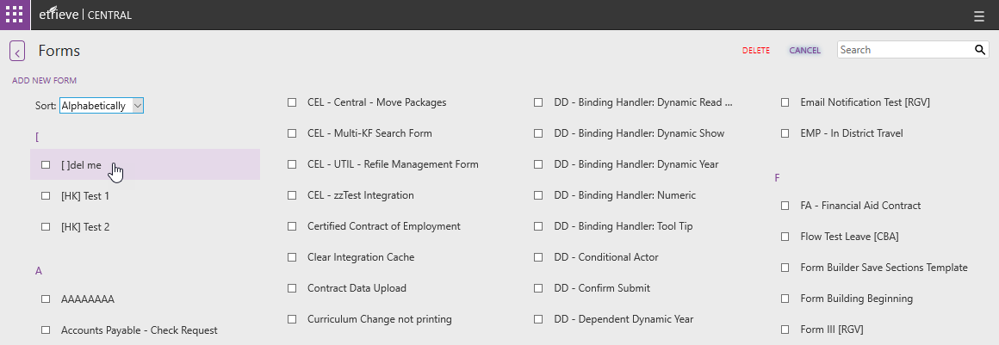 etrieve | CENTRAL
Forms
DELETE
CANCEL
Search
ADD NEW FORM
Sort: Alphabetically
[
[ ]del me
[HK] Test 1
[HK] Test 2
A
AAAAAAAA
Accounts Payable - Check Request
CEL - Central - Move Packages
CEL - Multi-KF Search Form
CEL - UTIL - Refile Management Form
CEL - zzTest Integration
Certified Contract of Employment
Clear Integration Cache
Contract Data Upload
Curriculum Change not printing
DD - Binding Handler: Dynamic Read ...
DD - Binding Handler: Dynamic Show
DD - Binding Handler: Dynamic Year
DD - Binding Handler: Numeric
DD - Binding Handler: Tool Tip
DD - Conditional Actor
DD - Confirm Submit
DD - Dependent Dynamic Year
Email Notification Test [RGV]
EMP - In District Travel
F
FA - Financial Aid Contract
Flow Test Leave [CBA]
Form Builder Save Sections Template
Form Building Beginning
Form III [RGV]